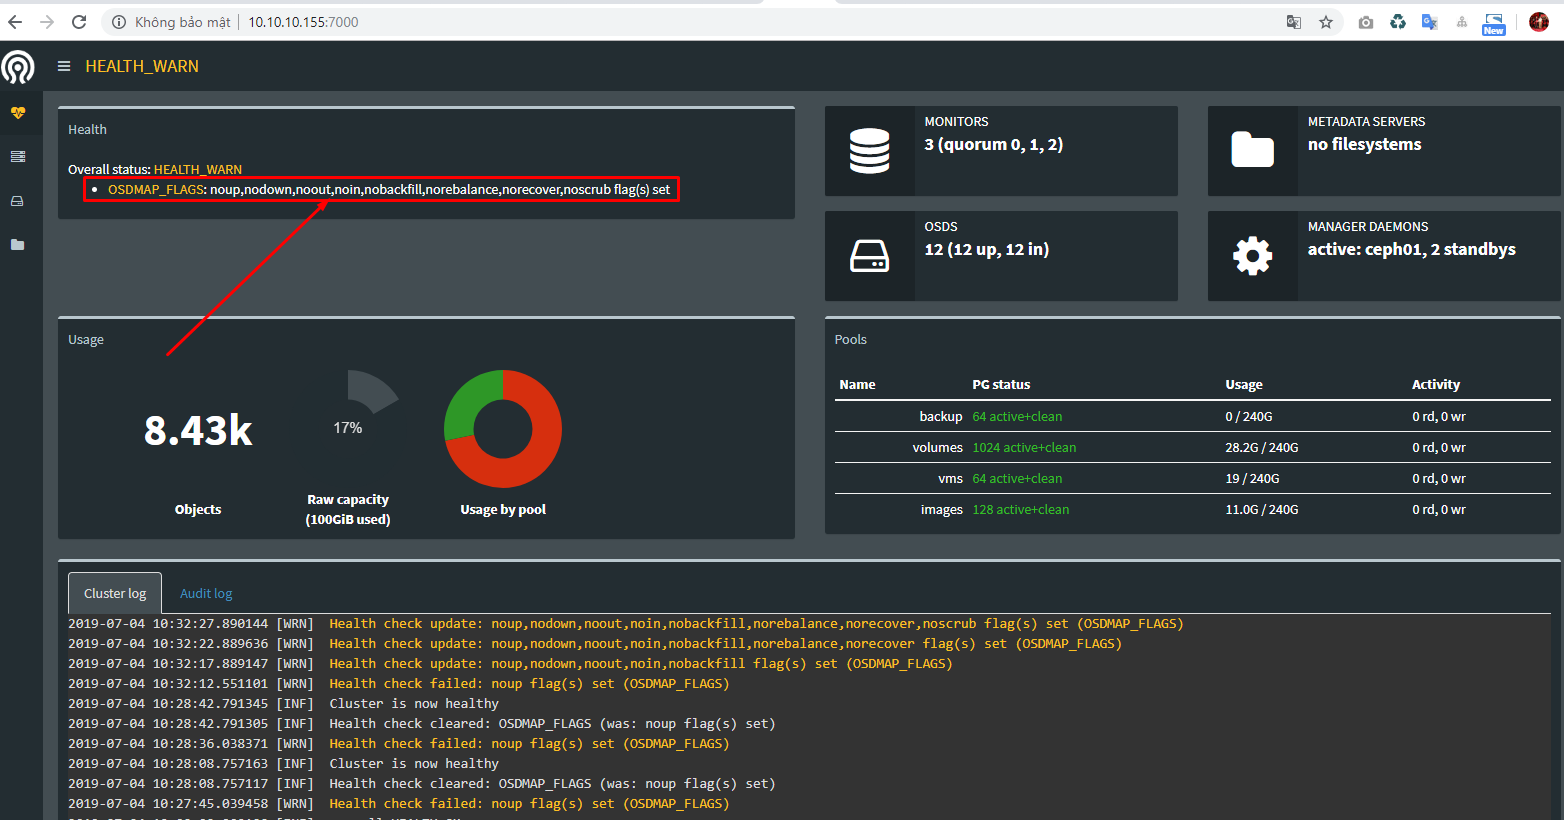 Không bảo mật
10.10.10.155:7000
New
HEALTH_WARN
Health
Overall status: HEALTH_WARN
OSDMAP_FLAGS: noup,nodown,noout,noin,nobackfill,norebalance,norecover,noscrub flag(s) set
MONITORS
3 (quorum 0, 1, 2)
METADATA SERVERS
no filesystems
OSDS
12 (12 up, 12 in)
MANAGER DAEMONS
active: ceph01, 2 standbys
Usage
8.43k
Objects
17%
Raw capacity
(100GiB used)
Usage by pool
Pools
Name PG status Usage Activity
backup 64 active+clean 0 / 240G 0 rd, 0 wr
volumes 1024 active+clean 28.2G / 240G 0 rd, 0 wr
vms 64 active+clean 19 / 240G 0 rd, 0 wr
images 128 active+clean 11.0G / 240G 0 rd, 0 wr
Cluster log Audit log
2019-07-04 10:32:27.890144 [WRN] Health check update: noup,nodown,noout,noin,nobackfill,norebalance,norecover,noscrub flag(s) set (OSDMAP_FLAGS)
2019-07-04 10:32:22.889636 [WRN] Health check update: noup,nodown,noout,noin,nobackfill,norebalance,norecover flag(s) set (OSDMAP_FLAGS)
2019-07-04 10:32:17.889147 [WRN] Health check update: noup,nodown,noout,noin,nobackfill flag(s) set (OSDMAP_FLAGS)
2019-07-04 10:32:12.551101 [WRN] Health check failed: noup flag(s) set (OSDMAP_FLAGS)
2019-07-04 10:28:42.791345 [INF] Cluster is now healthy
2019-07-04 10:28:42.791305 [INF] Health check cleared: OSDMAP_FLAGS (was: noup flag(s) set)
2019-07-04 10:28:36.038371 [WRN] Health check failed: noup flag(s) set (OSDMAP_FLAGS)
2019-07-04 10:28:08.757163 [INF] Cluster is now healthy
2019-07-04 10:28:08.757117 [INF] Health check cleared: OSDMAP_FLAGS (was: noup flag(s) set)
2019-07-04 10:27:45.039458 [WRN] Health check failed: noup flag(s) set (OSDMAP_FLAGS)